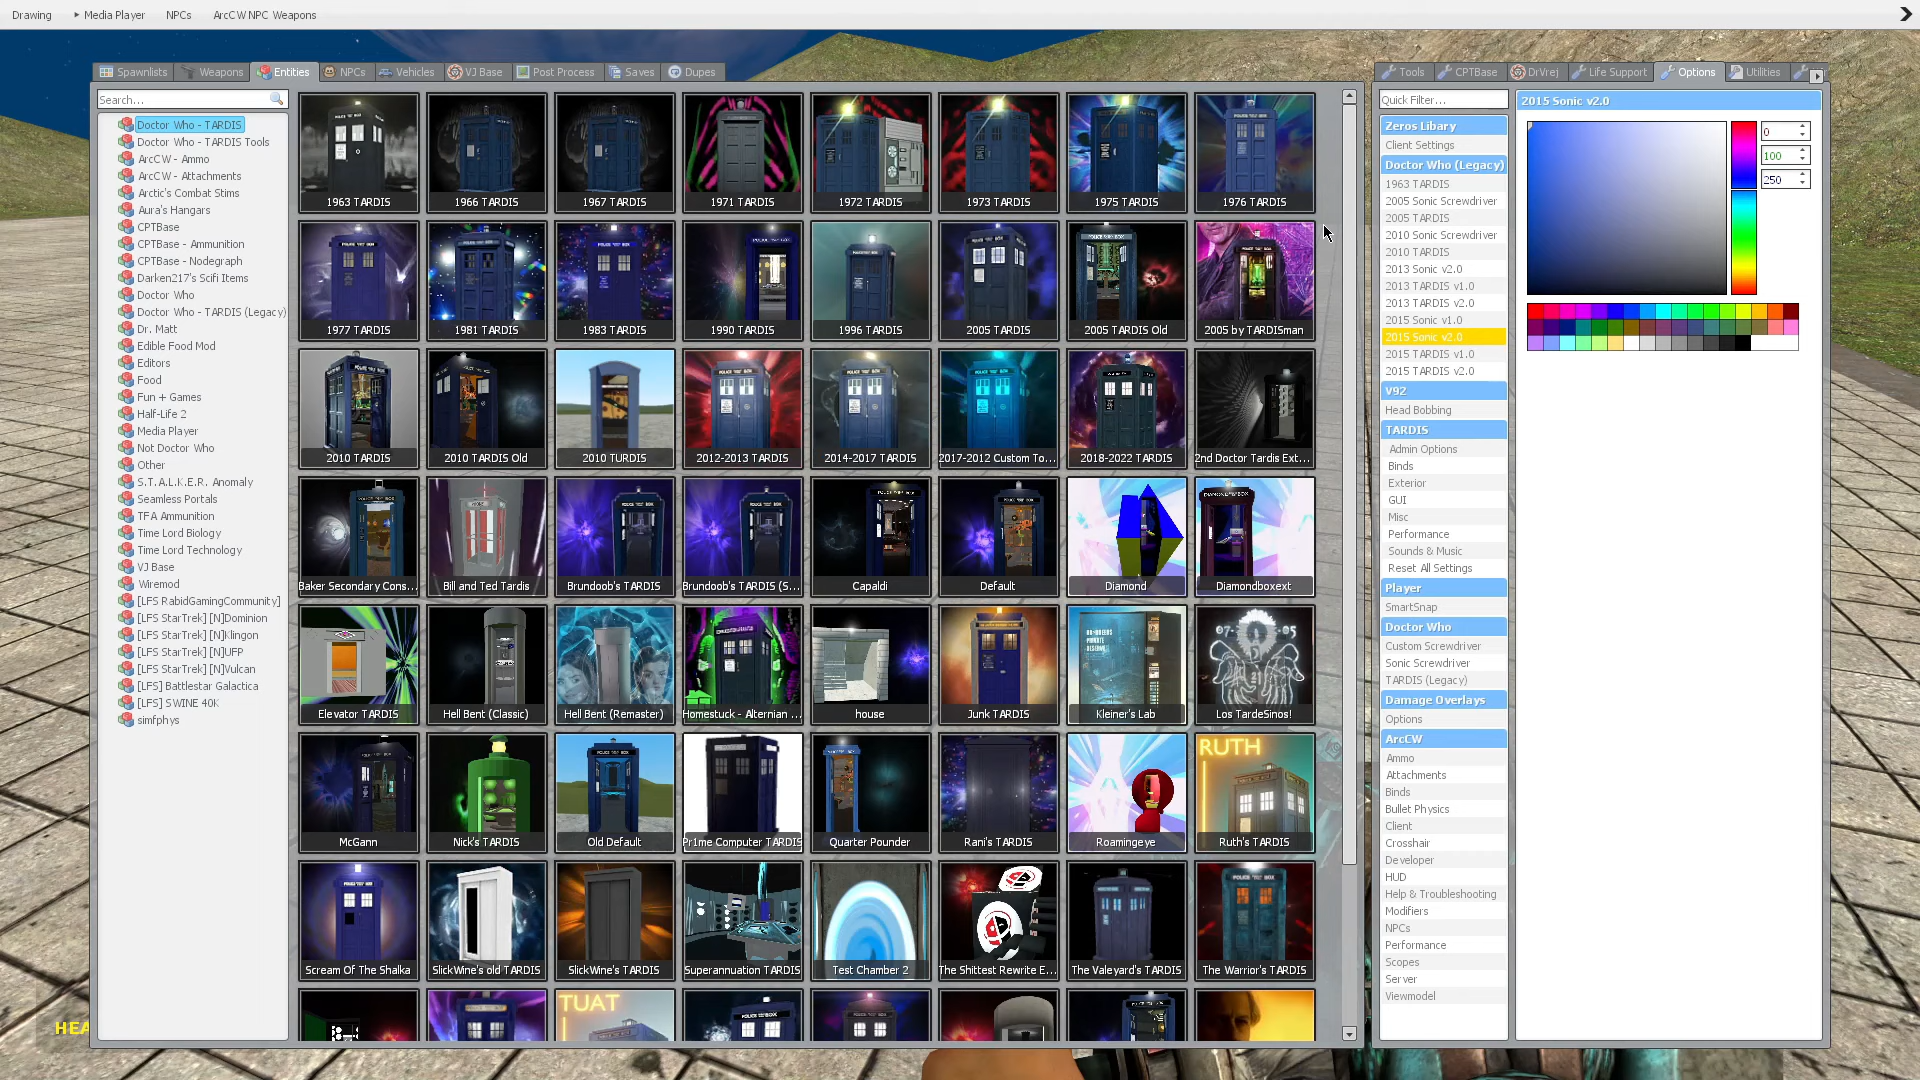 Drawing
Media Player
NPCs
ArcCW NPC Weapons
Spawnlists
Weapons
Entities
NPCs
Vehicles
VJ Base
Post Process
Saves
Dupes
Search...
Doctor Who - TARDIS
Doctor Who - TARDIS Tools
ArcCW - Ammo
ArcCW - Attachments
Arctic's Combat Stims
Aura's Hangars
CPTBase
CPTBase - Ammunition
CPTBase - Nodegraph
Darken217's Scifi Items
Doctor Who
Doctor Who - TARDIS (Legacy)
Dr. Matt
Edible Food Mod
Editors
Food
Fun + Games
Half-Life 2
Media Player
Not Doctor Who
Other
S.T.A.L.K.E.R. Anomaly
Seamless Portals
TFA Ammunition
Time Lord Biology
Time Lord Technology
VJ Base
Wiremod
[LFS RabidGamingCommunity]
[LFS StarTrek] [N]Dominion
[LFS StarTrek] [N]Klingon
[LFS StarTrek] [N]UFP
[LFS StarTrek] [N]Vulcan
[LFS] Battlestar Galactica
[LFS] SWINE 40K
simfphys
1963 TARDIS
1966 TARDIS
1967 TARDIS
1971 TARDIS
1972 TARDIS
1973 TARDIS
1975 TARDIS
1976 TARDIS
1977 TARDIS
1981 TARDIS
1983 TARDIS
1990 TARDIS
1996 TARDIS
2005 TARDIS
2005 TARDIS Old
2005 by TARDISman
2010 TARDIS
2010 TARDIS Old
2010 TURDIS
2012-2013 TARDIS
2014-2017 TARDIS
2017-2012 Custom To...
2018-2022 TARDIS
2nd Doctor Tardis Ext...
Baker Secondary Cons...
Bill and Ted Tardis
Brundoob's TARDIS
Brundoob's TARDIS (S...
Capaldi
Default
Diamond
Diamondboxext
Elevator TARDIS
Hell Bent (Classic)
Hell Bent (Remaster)
Homestuck - Alternian ...
house
Junk TARDIS
Kleiner's Lab
Los TardeSinos!
McGann
Nick's TARDIS
Old Default
Pr1me Computer TARDIS
Quarter Pounder
Rani's TARDIS
Roamingeye
RUTH
Ruth's TARDIS
Scream Of The Shalka
SlickWine's old TARDIS
SlickWine's TARDIS
Superannuation TARDIS
Test Chamber 2
The Shittest Rewrite E...
The Valeyard's TARDIS
The Warrior's TARDIS
TUAT
HEA
Tools
CPTBase
DrVrej
Life Support
Options
Utilities
Quick Filter...
Zeros Libary
Client Settings
Doctor Who (Legacy)
1963 TARDIS
2005 Sonic Screwdriver
2005 TARDIS
2010 Sonic Screwdriver
2010 TARDIS
2013 Sonic v2.0
2013 TARDIS v1.0
2013 TARDIS v2.0
2015 Sonic v1.0
2015 Sonic v2.0
2015 TARDIS v1.0
2015 TARDIS v2.0
V92
Head Bobbing
TARDIS
Admin Options
Binds
Exterior
GUI
Misc
Performance
Sounds & Music
Reset All Settings
Player
SmartSnap
Doctor Who
Custom Screwdriver
Sonic Screwdriver
TARDIS (Legacy)
Damage Overlays
Options
ArcCW
Ammo
Attachments
Binds
Bullet Physics
Client
Crosshair
Developer
HUD
Help & Troubleshooting
Modifiers
NPCs
Performance
Scopes
Server
Viewmodel
2015 Sonic v2.0
0
100
250